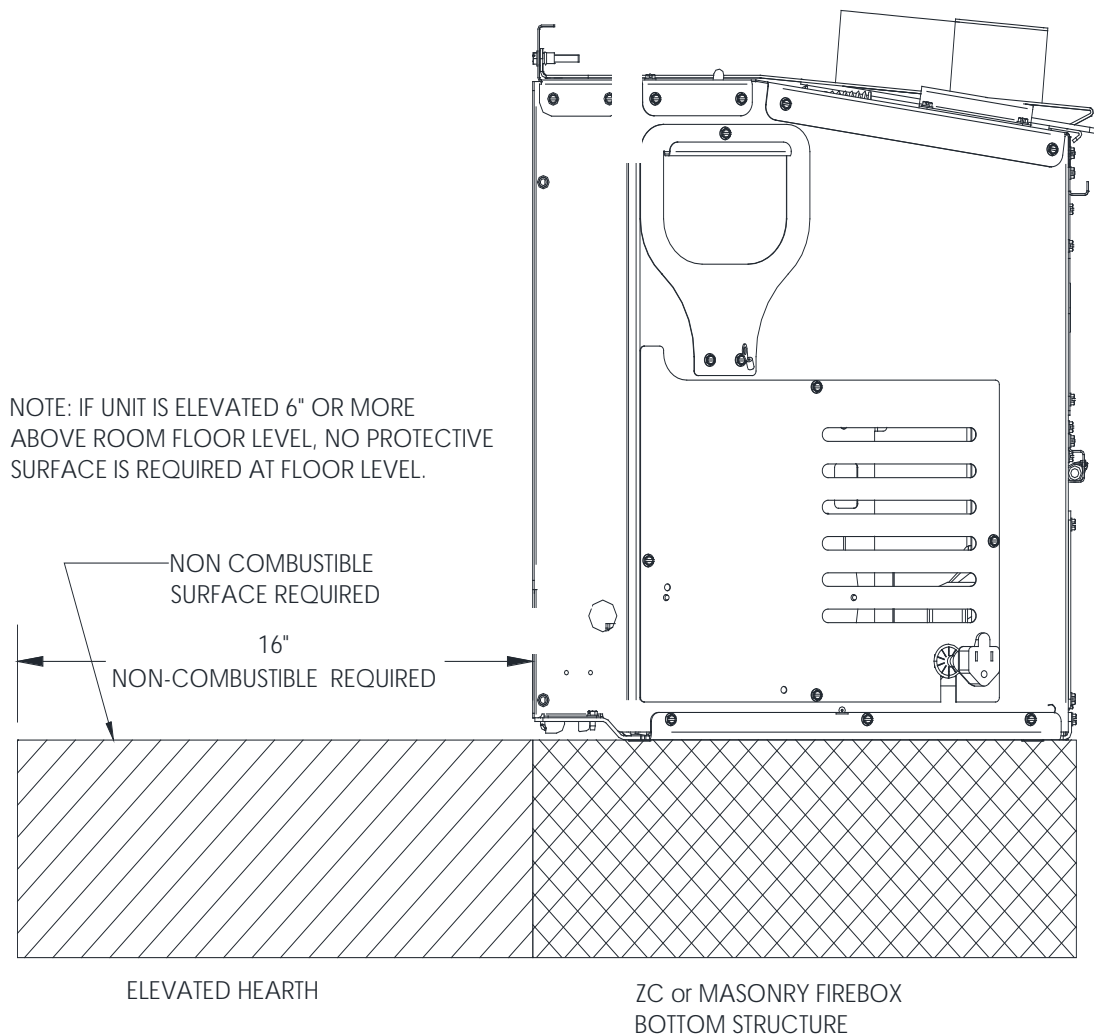 NOTE: IF UNIT IS ELEVATED 6" OR MORE
ABOVE ROOM FLOOR LEVEL, NO PROTECTIVE
SURFACE IS REQUIRED AT FLOOR LEVEL.
NON COMBUSTIBLE
SURFACE REQUIRED
16"
NON-COMBUSTIBLE REQUIRED
ELEVATED HEARTH
ZC or MASONRY FIREBOX
BOTTOM STRUCTURE